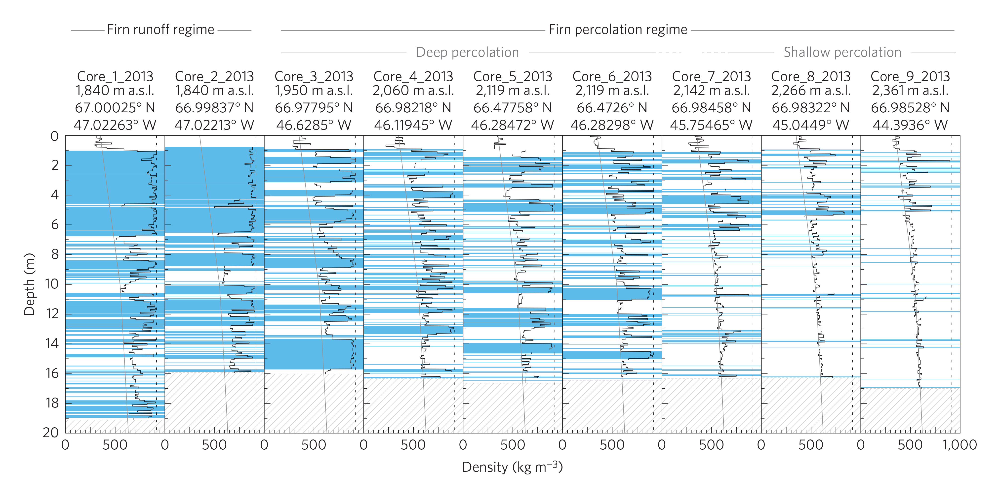 Firn runoff regime
Firn percolation regime
Deep percolation
Shallow percolation
Core_1_2013
1,840 m a.s.l.
67.00025° N
47.02263° W
Core_2_2013
1,840 m a.s.l.
66.99837° N
47.02213° W
Core_3_2013
1,950 m a.s.l.
66.97795° N
46.6285° W
Core_4_2013
2,060 m a.s.l.
66.98218° N
46.11945° W
Core_5_2013
2,119 m a.s.l.
66.47758° N
46.28472° W
Core_6_2013
2,119 m a.s.l.
66.4726° N
46.28298° W
Core_7_2013
2,142 m a.s.l.
66.98458° N
45.75465° W
Core_8_2013
2,266 m a.s.l.
66.98322° N
45.0449° W
Core_9_2013
2,361 m a.s.l.
66.98528° N
44.3936° W
Depth (m)
0
2
4
6
8
10
12
14
16
18
20
0 500 0 500 0 500 0 500 0 500 0 500 0 500 0 500 0 500 1,000
Density (kg m⁻³)